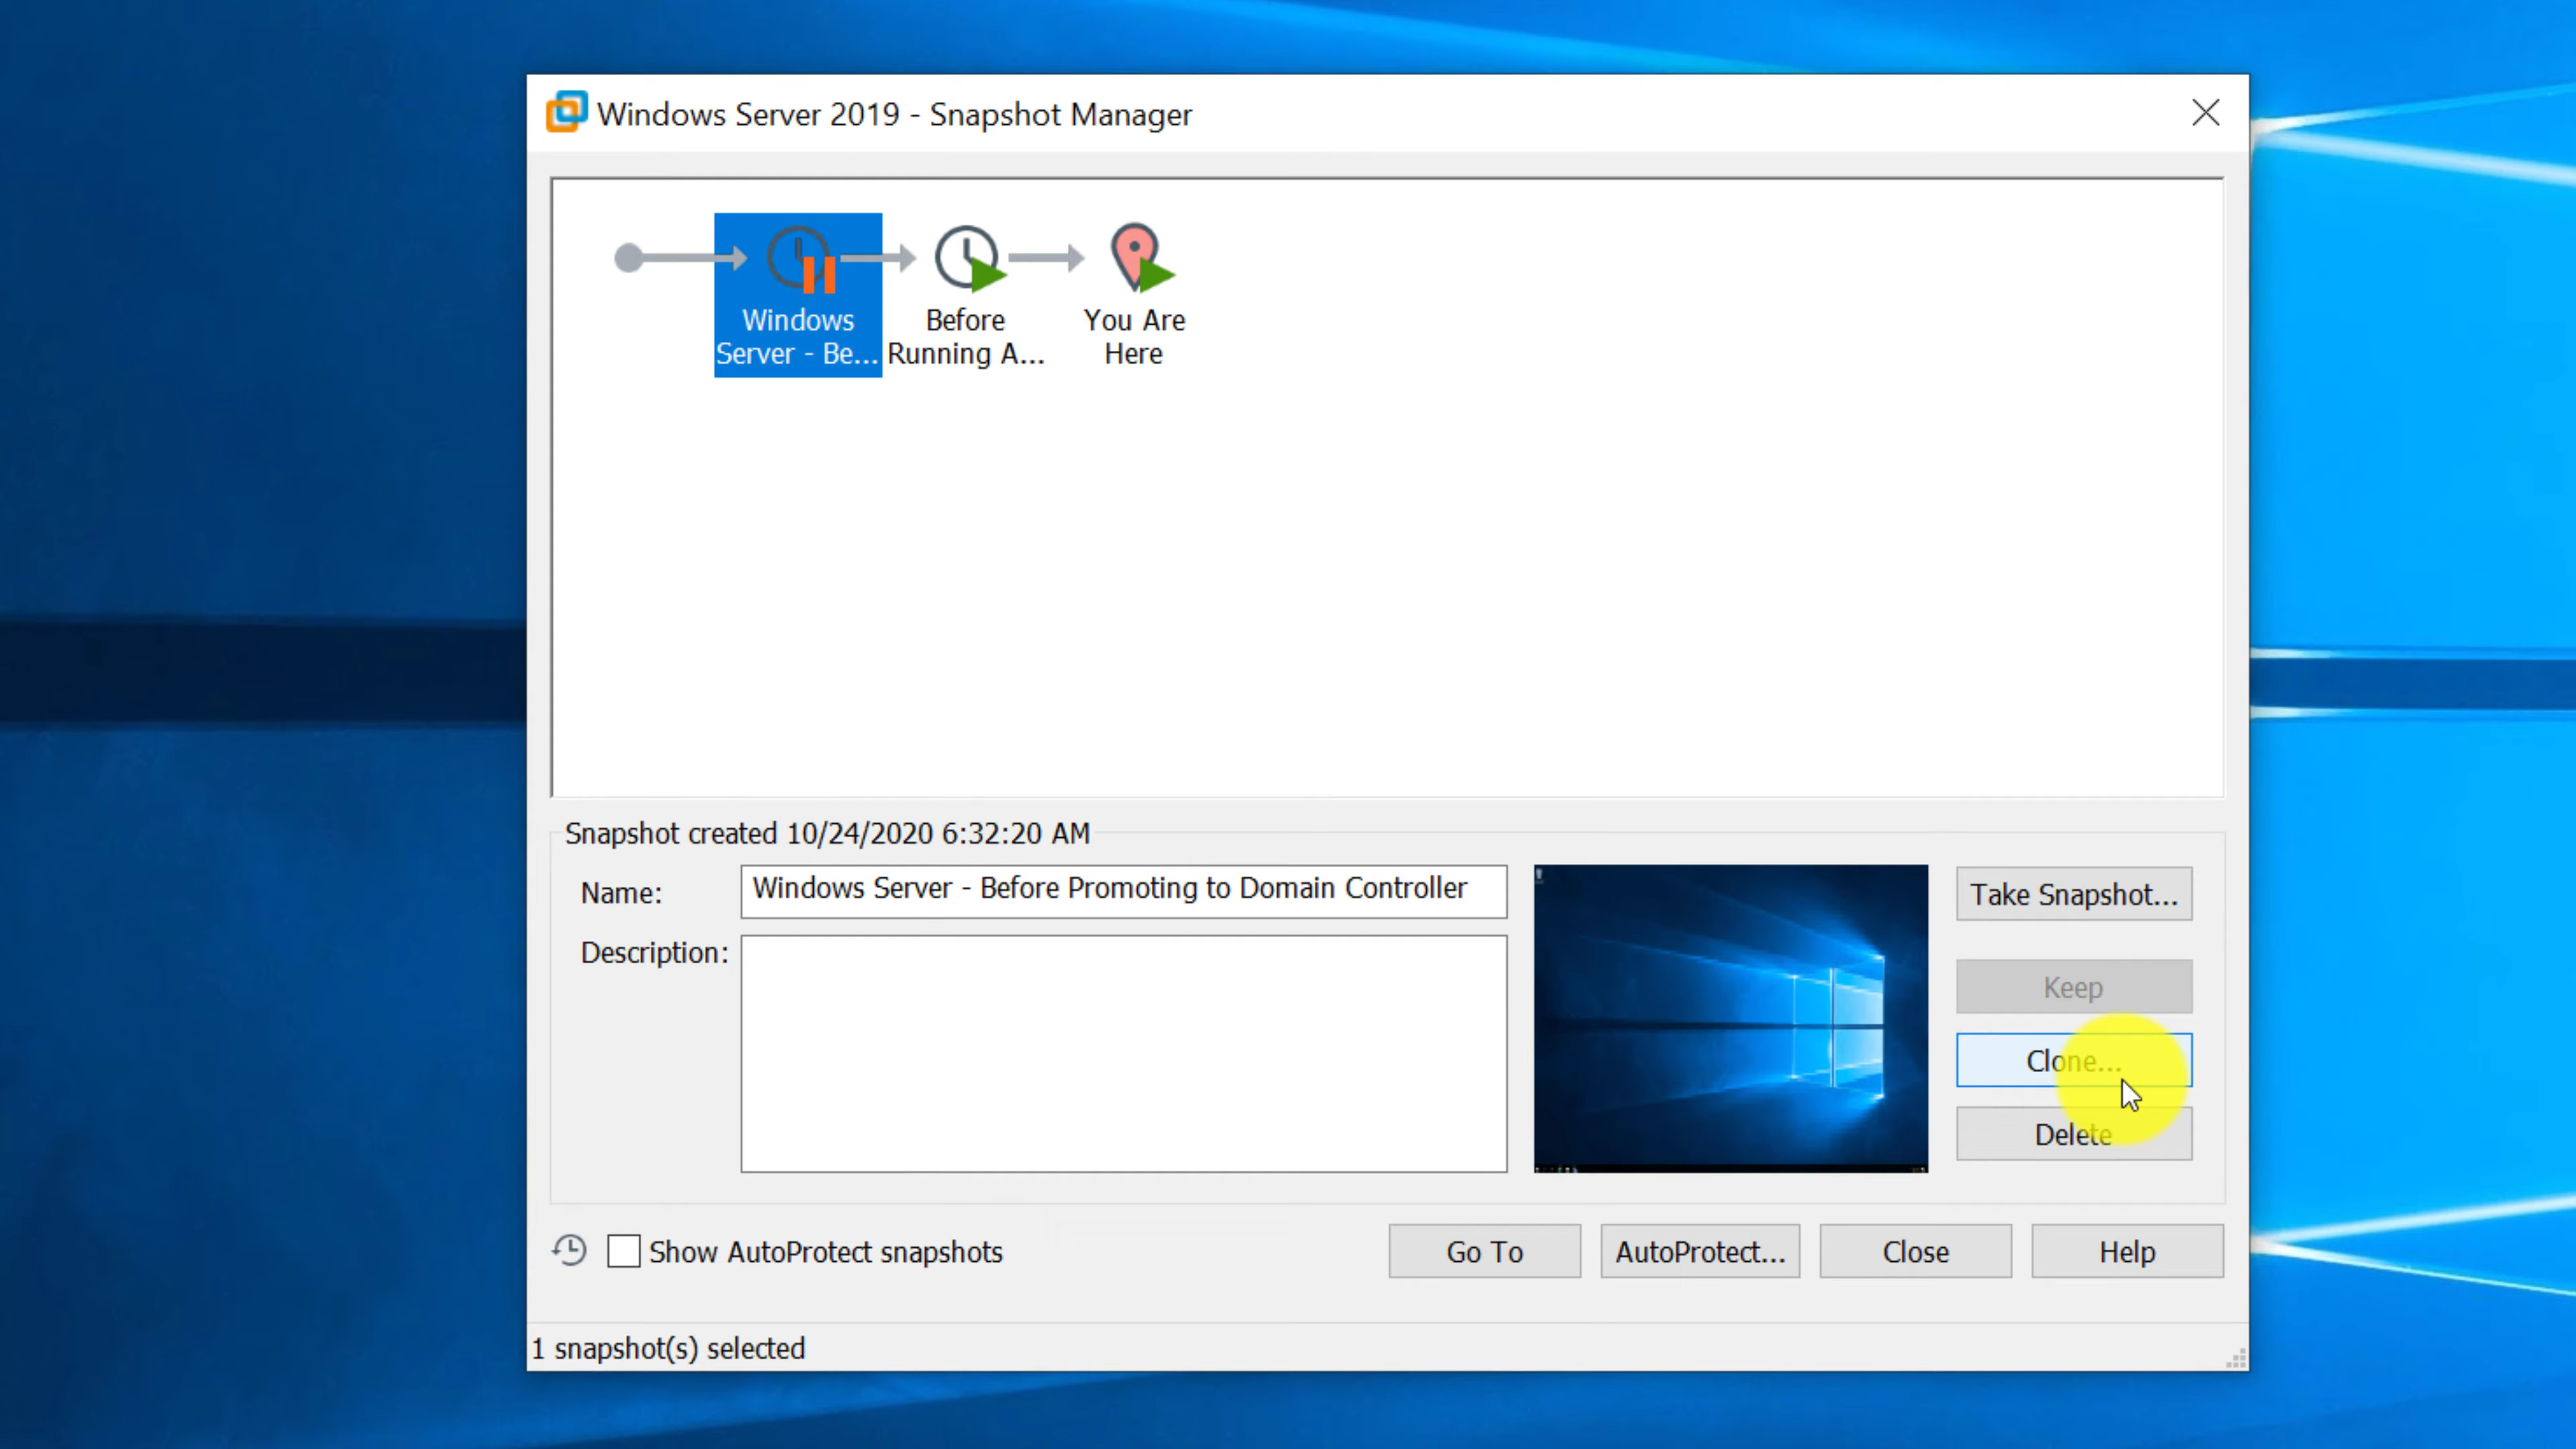 Windows Server 2019 - Snapshot Manager
Windows
Server - Be...
Before
Running A...
You Are
Here
Snapshot created 10/24/2020 6:32:20 AM
Name:
Windows Server - Before Promoting to Domain Controller
Description:
Take Snapshot...
Keep
Clone...
Delete
Show AutoProtect snapshots
Go To
AutoProtect...
Close
Help
1 snapshot(s) selected